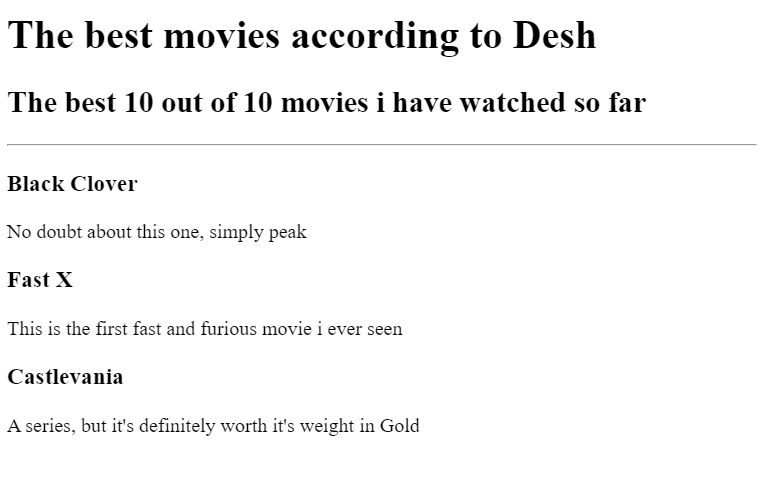 The best movies according to Desh
The best 10 out of 10 movies i have watched so far
Black Clover
No doubt about this one, simply peak
Fast X
This is the first fast and furious movie i ever seen
Castlevania
A series, but it's definitely worth it's weight in Gold